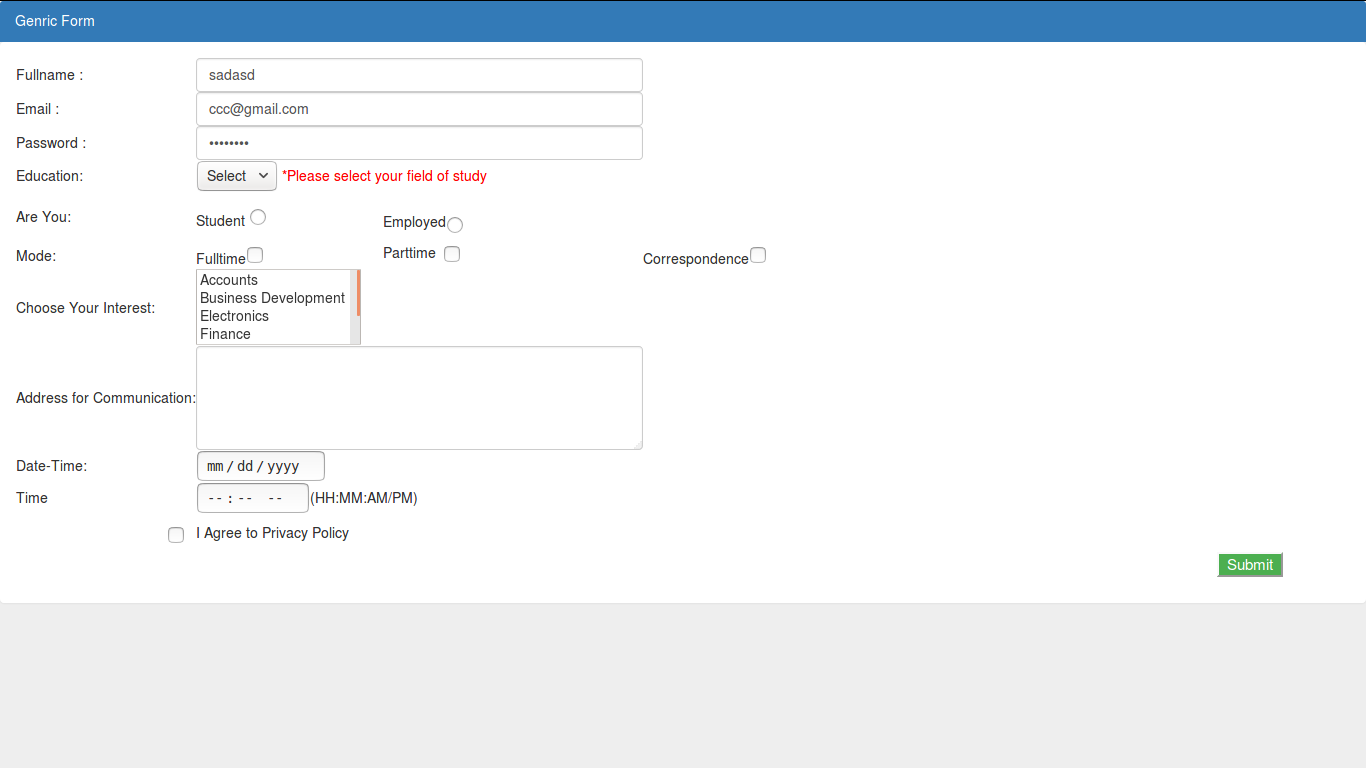 Genric Form
Fullname : sadasd
Email : ccc@gmail.com
Password : ••••••••
Education: Select *Please select your field of study
Are You: Student Employed
Mode: Fulltime Parttime Correspondence
Choose Your Interest:
Accounts
Business Development
Electronics
Finance
Address for Communication:
Date-Time: mm / dd / yyyy
Time -- : -- -- (HH:MM:AM/PM)
I Agree to Privacy Policy
Submit